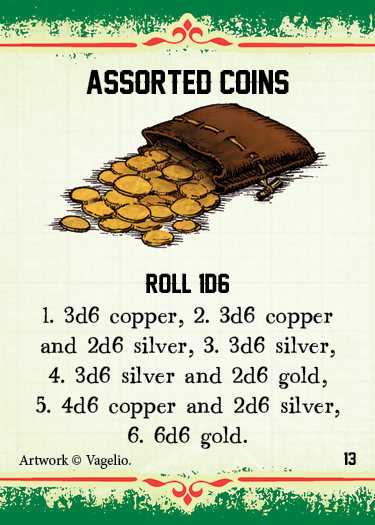 ASSORTED COINS
ROLL 1D6
1. 3d6 copper, 2. 3d6 copper
and 2d6 silver, 3. 3d6 silver,
4. 3d6 silver and 2d6 gold,
5. 4d6 copper and 2d6 silver,
6. 6d6 gold.
Artwork © Vagelio.
13